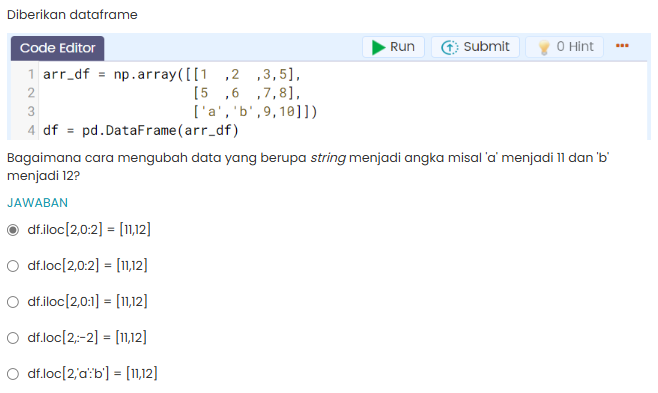 Diberikan dataframe
Code Editor Run Submit 0 Hint ...
1 arr_df = np.array([[1 ,2 ,3,5],
2 [5 ,6 ,7,8],
3 ['a','b',9,10]])
4 df = pd.DataFrame(arr_df)
Bagaimana cara mengubah data yang berupa string menjadi angka misal 'a' menjadi 11 dan 'b'
menjadi 12?
JAWABAN
df.iloc[2,0:2] = [11,12]
df.loc[2,0:2] = [11,12]
df.iloc[2,0:1] = [11,12]
df.loc[2,:-2] = [11,12]
df.loc[2,'a':'b'] = [11,12]